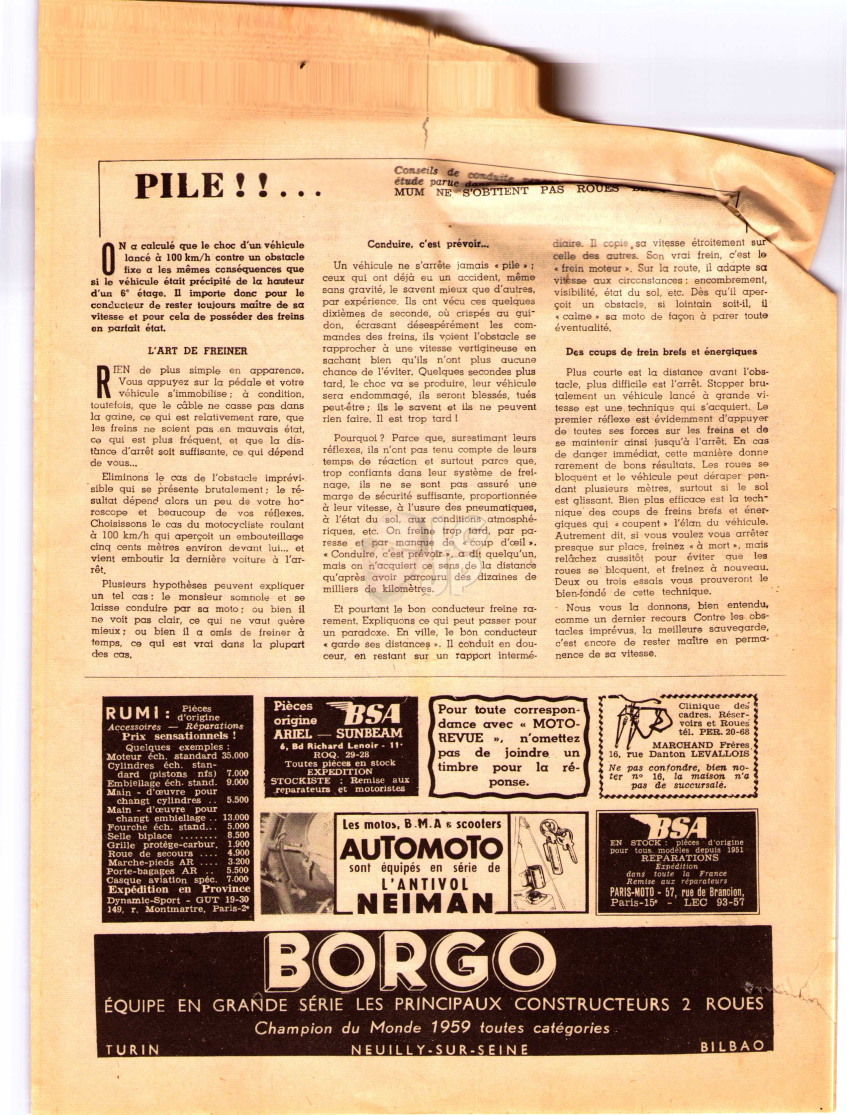 PILE!!...
Conseils de conduite
étude parue
MUM NE S'OBTIENT PAS ROUES
ON a calculé que le choc d'un véhicule
lancé à 100 km/h contre un obstacle
fixe a les mêmes conséquences que
si le véhicule était précipité de la hauteur
d'un 6° étage. Il importe donc pour le
conducteur de rester toujours maître de sa
vitesse et pour cela de posséder des freins
en parfait état.
L'ART DE FREINER
RIEN de plus simple en apparence.
Vous appuyez sur la pédale et votre
véhicule s'immobilise ; à condition,
toutefois, que le câble ne casse pas dans
la gaine, ce qui est relativement rare, que
les freins ne soient pas en mauvais état,
ce qui est plus fréquent, et que la dis-
tance d'arrêt soit suffisante, ce qui dépend
de vous...
Eliminons le cas de l'obstacle imprévi-
sible qui se présente brutalement ; le ré-
sultat dépend alors un peu de votre ho-
roscope et beaucoup de vos réflexes.
Choisissons le cas du motocycliste roulant
à 100 km/h qui aperçoit un embouteillage
cinq cents mètres environ devant lui... et
vient emboutir la dernière voiture à l'ar-
rêt.
Plusieurs hypothèses peuvent expliquer
un tel cas : le monsieur somnole et se
laisse conduire par sa moto ; ou bien il
ne voit pas clair, ce qui ne vaut guère
mieux ; ou bien il a omis de freiner à
temps, ce qui est vrai dans la plupart
des cas.
Conduire, c'est prévoir...
Un véhicule ne s'arrête jamais « pile » ;
ceux qui ont déjà eu un accident, même
sans gravité, le savent mieux que d'autres,
par expérience. Ils ont vécu ces quelques
dixièmes de seconde, où crispés au gui-
don, écrasant désespérément les com-
mandes des freins, ils voient l'obstacle se
rapprocher à une vitesse vertigineuse en
sachant bien qu'ils n'ont plus aucune
chance de l'éviter. Quelques secondes plus
tard, le choc va se produire, leur véhicule
sera endommagé, ils seront blessés, tués
peut-être ; ils le savent et ils ne peuvent
rien faire. Il est trop tard !
Pourquoi ? Parce que, surestimant leurs
réflexes, ils n'ont pas tenu compte de leurs
temps de réaction et surtout parce que,
trop confiants dans leur système de frei-
nage, ils ne se sont pas assuré une
marge de sécurité suffisante, proportionnée
à leur vitesse, à l'usure des pneumatiques,
à l'état du sol, aux conditions atmosphé-
riques, etc. On freine trop tard, par pa-
resse et par manque de « coup d'œil ».
« Conduire, c'est prévoir », a dit quelqu'un,
mais on n'acquiert ce sens de la distance
qu'après avoir parcouru des dizaines de
milliers de kilomètres.
Et pourtant le bon conducteur freine ra-
rement. Expliquons ce qui peut passer pour
un paradoxe. En ville, le bon conducteur
« garde ses distances ». Il conduit en dou-
ceur, en restant sur un rapport intermé-
diaire. Il copie sa vitesse étroitement sur
celle des autres. Son vrai frein, c'est le
« frein moteur ». Sur la route, il adapte sa
vitesse aux circonstances : encombrement,
visibilité, état du sol, etc. Dès qu'il aper-
çoit un obstacle, si lointain soit-il, il
« calme » sa moto de façon à parer toute
éventualité.
Des coups de frein brefs et énergiques
Plus courte est la distance avant l'obs-
tacle, plus difficile est l'arrêt. Stopper bru-
talement un véhicule lancé à grande vi-
tesse est une technique qui s'acquiert. Le
premier réflexe est évidemment d'appuyer
de toutes ses forces sur les freins et de
se maintenir ainsi jusqu'à l'arrêt. En cas
de danger immédiat, cette manière donne
rarement de bons résultats. Les roues se
bloquent et le véhicule peut déraper pen-
dant plusieurs mètres, surtout si le sol
est glissant. Bien plus efficace est la tech-
nique des coups de freins brefs et éner-
giques qui « coupent » l'élan du véhicule.
Autrement dit, si vous voulez vous arrêter
presque sur place, freinez « à mort », mais
relâchez aussitôt pour éviter que les
roues se bloquent, et freinez à nouveau.
Deux ou trois essais vous prouveront le
bien-fondé de cette technique.
Nous vous la donnons, bien entendu,
comme un dernier recours Contre les obs-
tacles imprévus, la meilleure sauvegarde,
c'est encore de rester maître en perma-
nence de sa vitesse.
RUMI : Pièces
d'origine
Accessoires — Réparations
Prix sensationnels !
Quelques exemples :
Moteur éch. standard 35.000
Cylindres éch. stan-
dard (pistons nfs) 7.000
Embiellage éch. stand. 9.000
Main - d'œuvre pour
changt cylindres .. 5.500
Main - d'œuvre pour
changt embiellage .. 13.000
Fourche éch. stand... 5.000
Selle biplace ........ 8.500
Grille protège-carbur. 1.900
Roue de secours .... 4.900
Marche-pieds AR .. 3.200
Porte-bagages AR .. 5.500
Casque aviation spéc. 7.000
Expédition en Province
Dynamic-Sport - GUT 19-30
149, r. Montmartre, Paris-2e
Pièces
origine BSA
ARIEL — SUNBEAM
6, Bd Richard Lenoir - 11e
ROQ. 29-28
Toutes pièces en stock
EXPEDITION
STOCKISTE : Remise aux
reparateurs et motoristes
Pour toute correspon-
dance avec « MOTO-
REVUE », n'omettez
pas de joindre un
timbre pour la ré-
ponse.
Clinique des
cadres. Réser-
voirs et Roues
tél. PER. 20-68
MARCHAND Frères
16, rue Danton LEVALLOIS
Ne pas confondre, bien no-
ter n° 16, la maison n'a
pas de succursale.
Les motos, B.M.A & scooters
AUTOMOTO
sont équipés en série de
L'ANTIVOL
NEIMAN
BSA
EN STOCK : pièces d'origine
pour tous modèles depuis 1951
REPARATIONS
Expédition
dans toute la France
Remise aux réparateurs
PARIS-MOTO - 57, rue de Brancion,
Paris-15e - LEC 93-57
BORGO
ÉQUIPE EN GRANDE SÉRIE LES PRINCIPAUX CONSTRUCTEURS 2 ROUES
Champion du Monde 1959 toutes catégories
TURIN NEUILLY-SUR-SEINE BILBAO